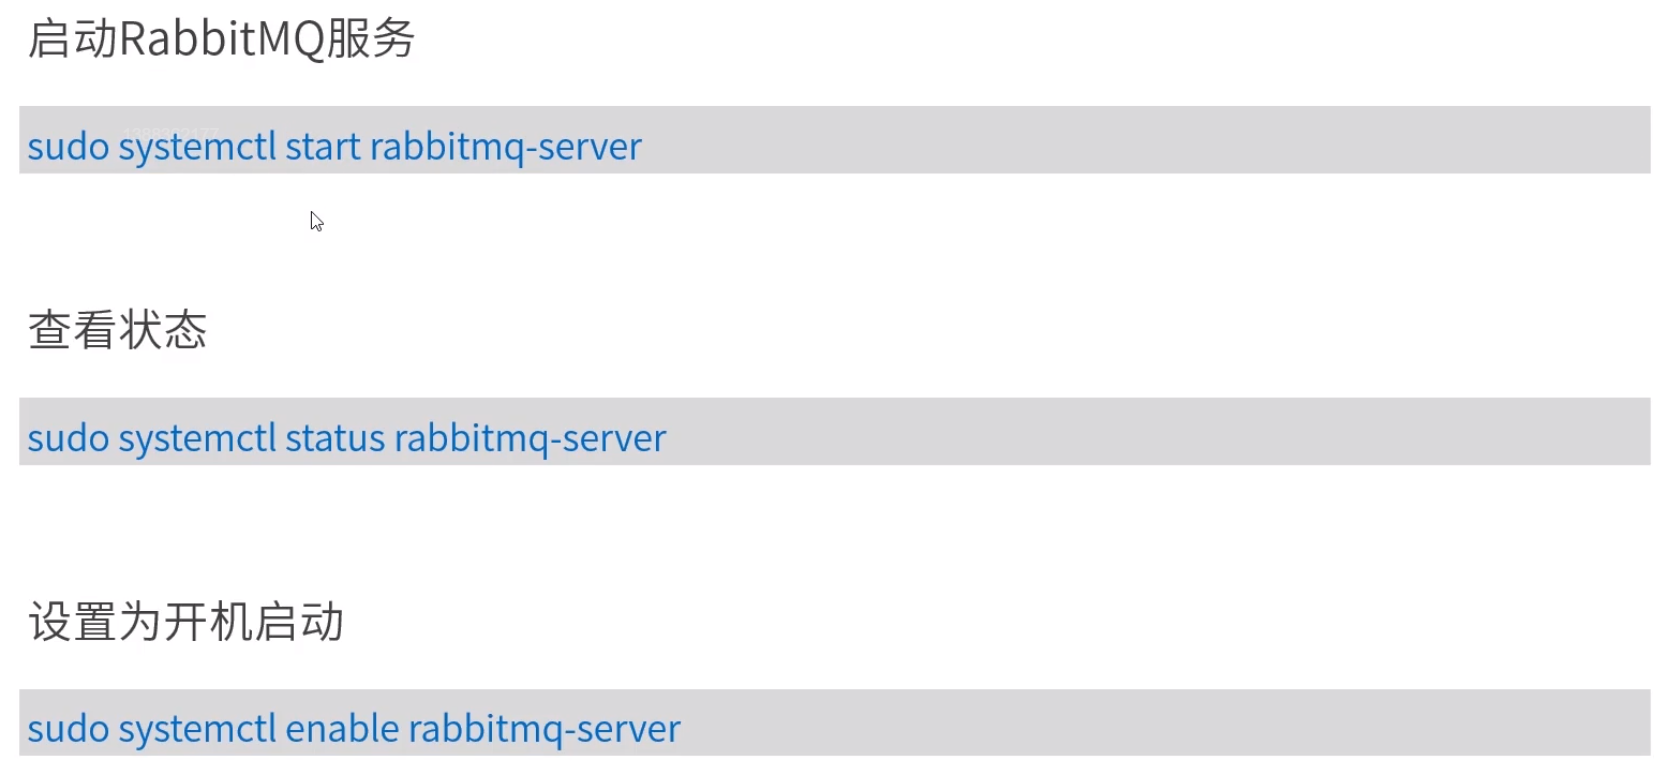 启动RabbitMQ服务
sudo systemctl start rabbitmq-server
查看状态
sudo systemctl status rabbitmq-server
设置为开机启动
sudo systemctl enable rabbitmq-server